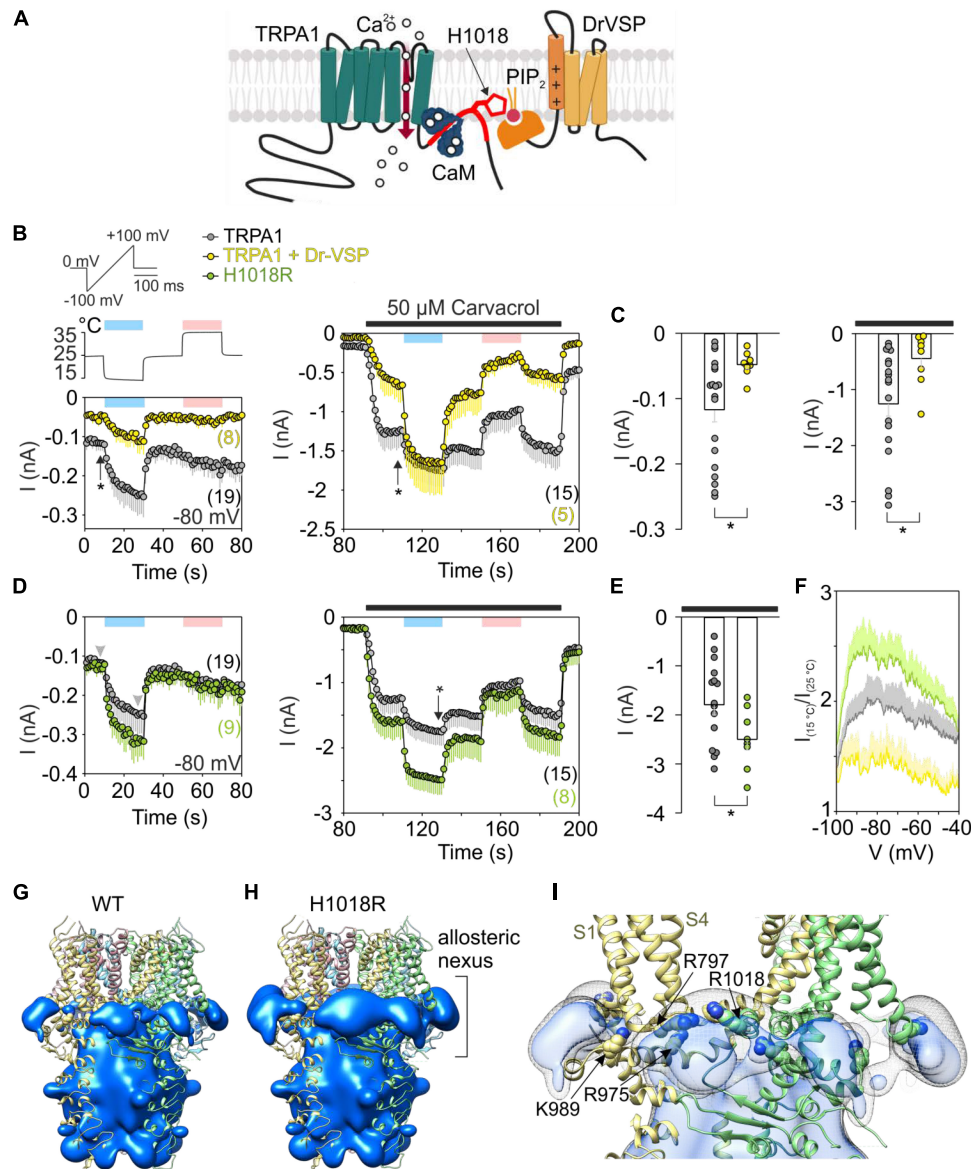 A
TRPA1
Ca2+
H1018
DrVSP
PIP2
+
+
+
CaM
B
+100 mV
0 mV
-100 mV
100 ms
TRPA1
TRPA1 + Dr-VSP
H1018R
°C
35
25
15
0
-0.1
-0.2
-0.3
I (nA)
*
(8)
(19)
-80 mV
0 20 40 60 80
Time (s)
50 µM Carvacrol
0
-0.5
-1
-1.5
-2
-2.5
I (nA)
*
(15)
(5)
80 120 160 200
Time (s)
C
0
-0.1
-0.2
-0.3
I (nA)
*
0
-1
-2
-3
I (nA)
*
D
0
-0.1
-0.2
-0.3
-0.4
I (nA)
(19)
(9)
-80 mV
0 20 40 60 80
Time (s)
0
-1
-2
-3
I (nA)
*
(15)
(8)
80 120 160 200
Time (s)
E
0
-1
-2
-3
-4
I (nA)
*
F
3
2
1
I(15 °C)/I(25 °C)
-100 -80 -60 -40
V (mV)
G
WT
H
H1018R
allosteric
nexus
I
S1
S4
R797
R1018
K989
R975